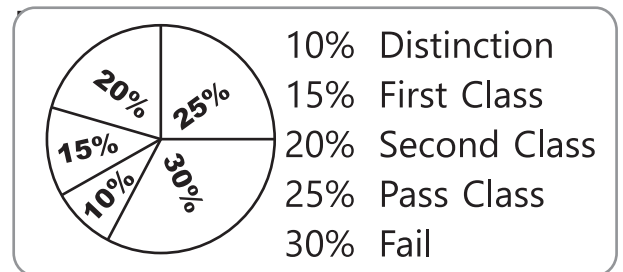 20%
25%
15%
10%
30%
10% Distinction
15% First Class
20% Second Class
25% Pass Class
30% Fail